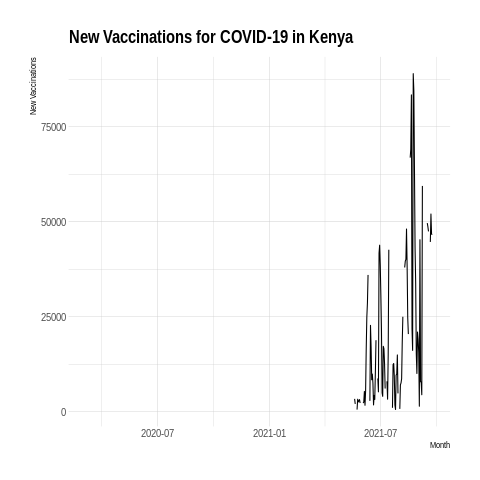 New Vaccinations for COVID-19 in Kenya
New Vaccinations
75000
50000
25000
0
2020-07 2021-01 2021-07
Month